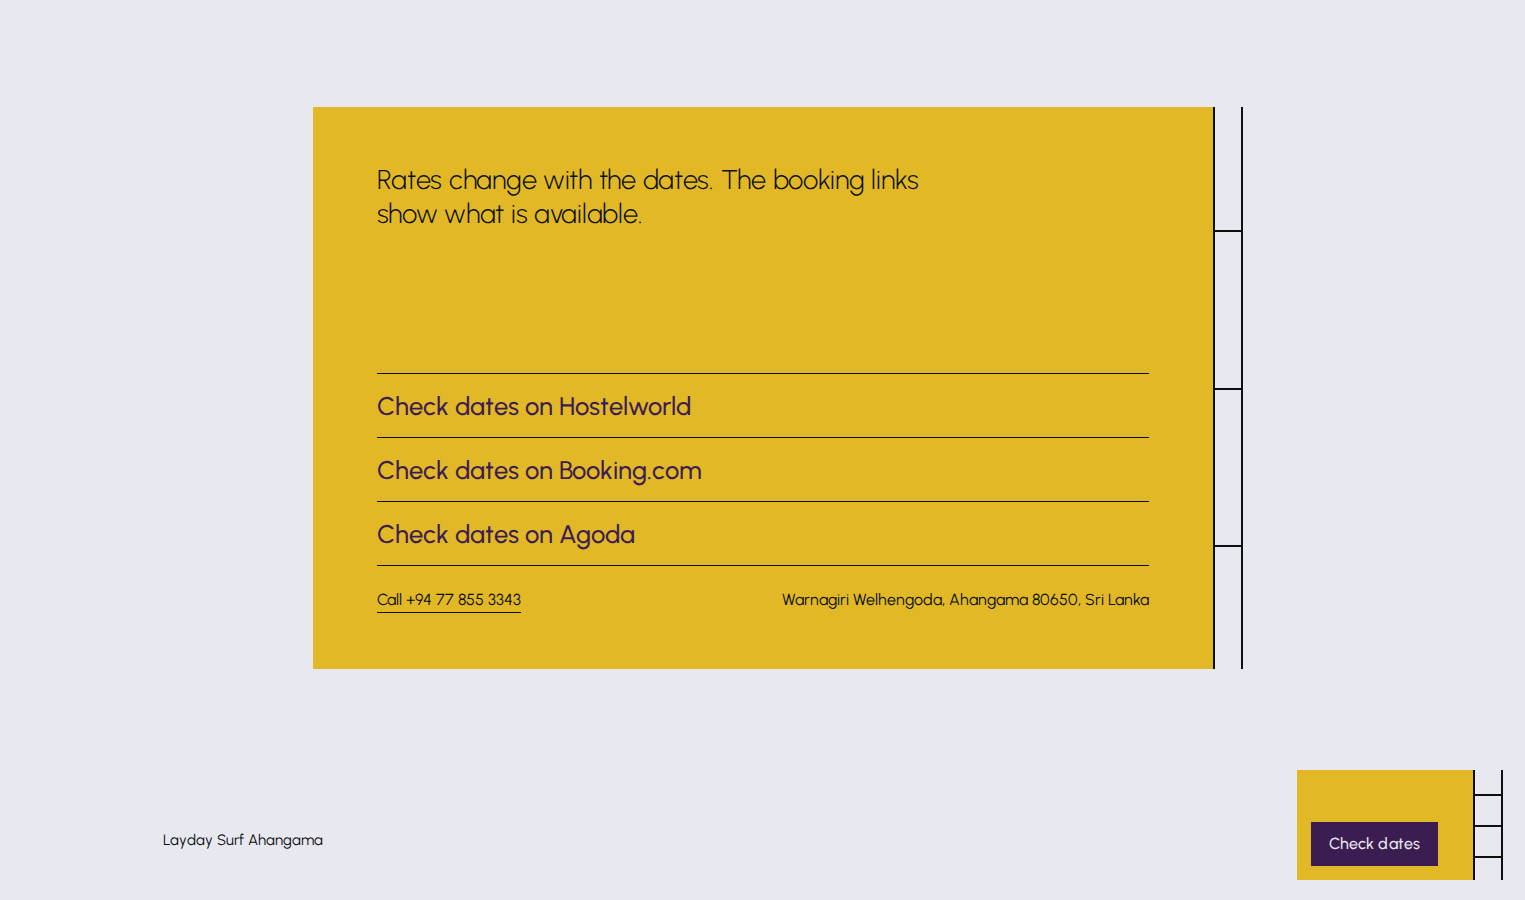 Rates change with the dates. The booking links
show what is available.
Check dates on Hostelworld
Check dates on Booking.com
Check dates on Agoda
Call +94 77 855 3343
Warnagiri Welhengoda, Ahangama 80650, Sri Lanka
Layday Surf Ahangama
Check dates